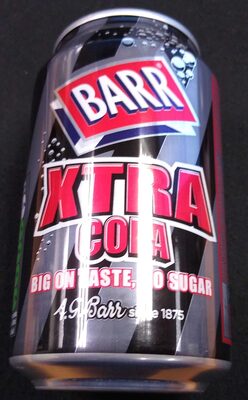 BARR
XTRA
COLA
BIG ON TASTE, NO SUGAR
A.G. Barr since 1875